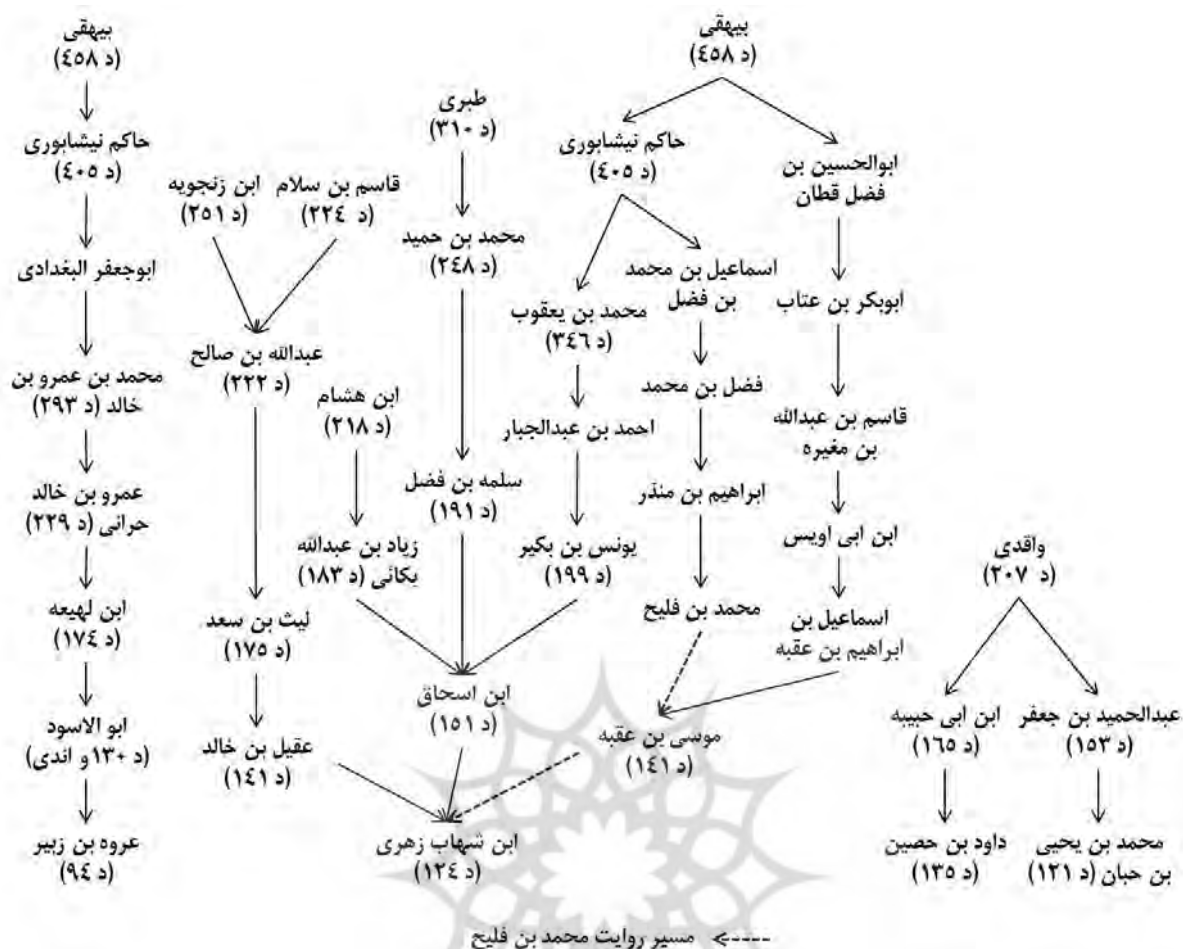 بیهقی
(د ٤٥٨)
حاکم نیشابوری
(د ٤٠٥)
ابوالحسین بن
فضل قطان
اسماعیل بن محمد
بن فضل
محمد بن یعقوب
(د ٣٤٦)
ابوبکر بن عتاب
فضل بن محمد
احمد بن عبدالجبار
قاسم بن عبدالله
بن مغیره
ابراهیم بن منذر
یونس بن بکیر
(د ١٩٩)
ابن ابی اویس
محمد بن فلیح
اسماعیل بن
ابراهیم بن عقبه
موسی بن عقبه
(د ١٤١)
واقدی
(د ٢٠٧)
عبدالحمید بن جعفر
(د ١٥٣)
ابن ابی حبیبه
(د ١٦٥)
محمد بن یحیی
بن حبان (د ١٢١)
داود بن حصین
(د ١٣٥)
طبری
(د ٣١٠)
محمد بن حمید
(د ٢٤٨)
سلمه بن فضل
(د ١٩١)
ابن هشام
(د ٢١٨)
زیاد بن عبدالله
بکائی (د ١٨٣)
ابن اسحاق
(د ١٥١)
قاسم بن سلام
(د ٢٢٤)
ابن زنجویه
(د ٢٥١)
عبدالله بن صالح
(د ٢٢٢)
لیث بن سعد
(د ١٧٥)
عقیل بن خالد
(د ١٤١)
ابن شهاب زهری
(د ١٢٤)
بیهقی
(د ٤٥٨)
حاکم نیشابوری
(د ٤٠٥)
ابوجعفر البغدادی
محمد بن عمرو بن
خالد (د ٢٩٣)
عمرو بن خالد
حرانی (د ٢٢٩)
ابن لهیعه
(د ١٧٤)
ابو الاسود
(د ١٣٠ و اندی)
عروه بن زبیر
(د ٩٤)
مسیر روایت محمد بن فلیح